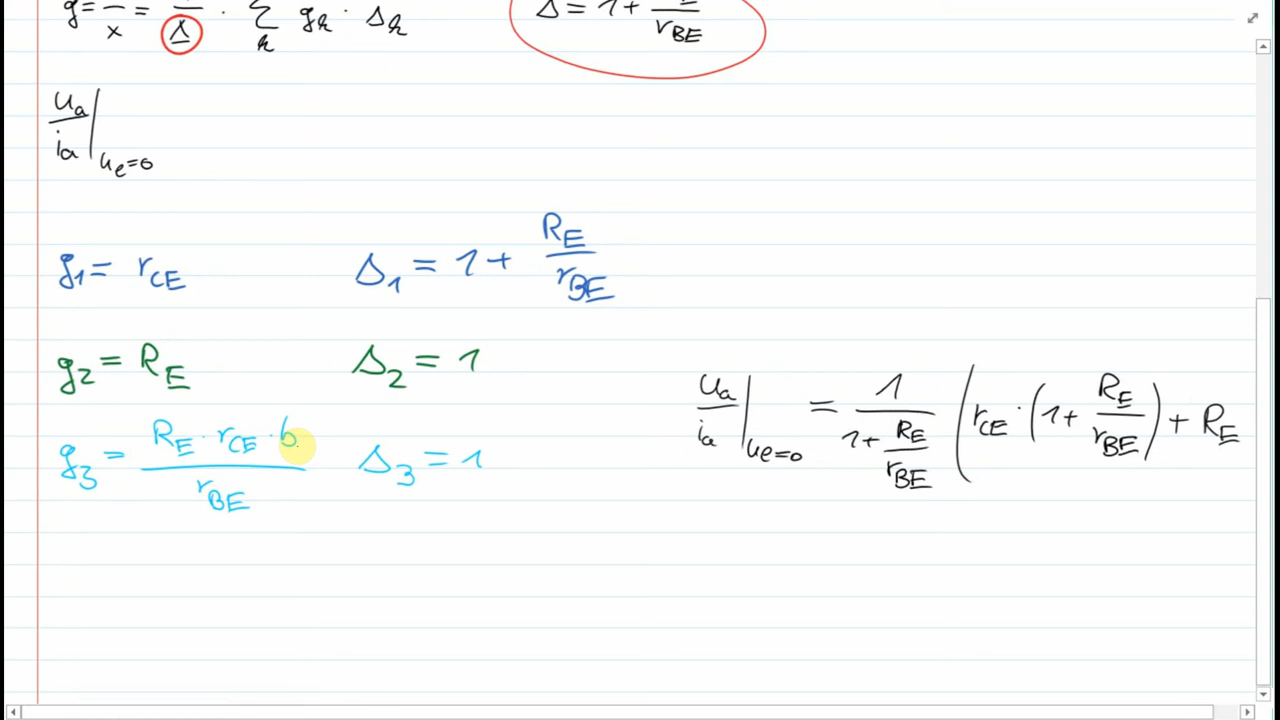 g = /x = /Δ · Σ_k g_k · Δ_k Δ = 1 + /r_BE
u_a/i_a |_{u_e=0}
g_1 = r_CE Δ_1 = 1 + R_E/r_BE
g_2 = R_E Δ_2 = 1
g_3 = R_E · r_CE · b/r_BE Δ_3 = 1
u_a/i_a |_{u_e=0} = 1/(1 + R_E/r_BE) (r_CE · (1 + R_E/r_BE) + R_E